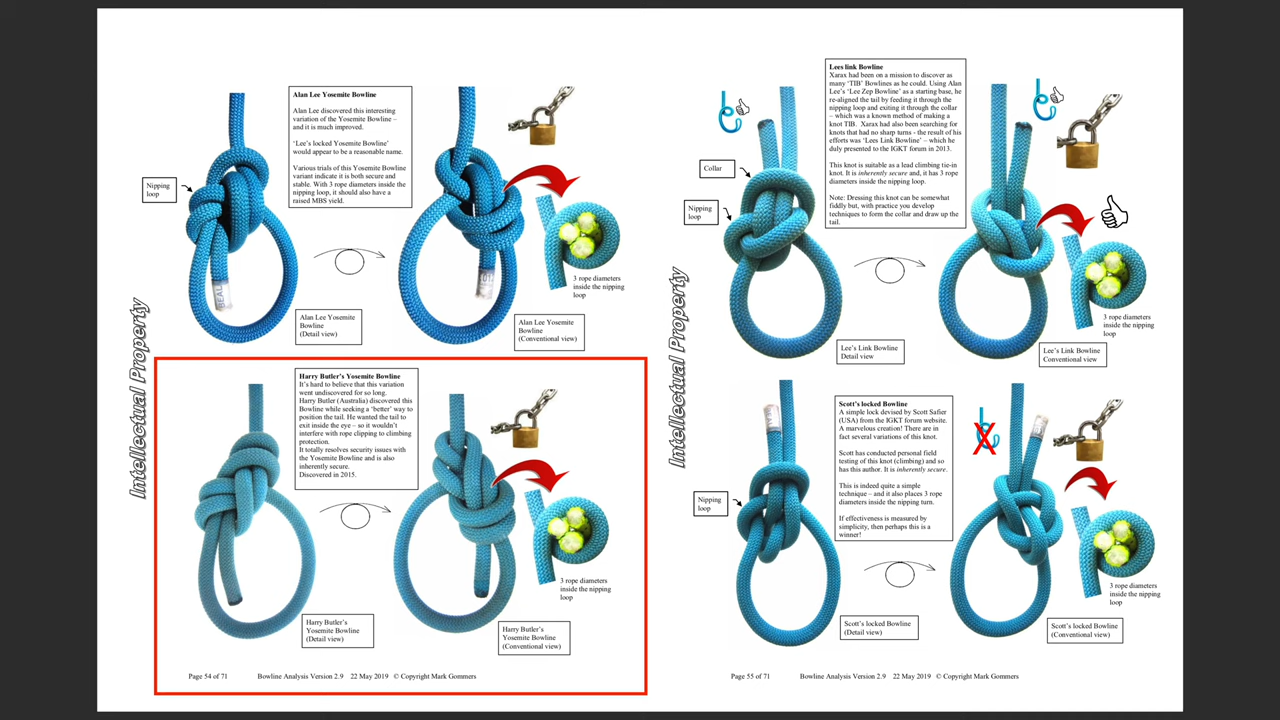 Alan Lee Yosemite Bowline
Alan Lee discovered this interesting
variation of the Yosemite Bowline –
and it is much improved.
‘Lee’s locked Yosemite Bowline’
would appear to be a reasonable name.
Various trials of this Yosemite Bowline
variant indicate it is both secure and
stable. With 3 rope diameters inside the
nipping loop, it should also have a
raised MBS yield.
Nipping
loop
BEAL
3 rope diameters
inside the nipping
loop
Alan Lee Yosemite
Bowline
(Detail view)
Alan Lee Yosemite
Bowline
(Conventional view)
Intellectual Property
Harry Butler’s Yosemite Bowline
It’s hard to believe that this variation
went undiscovered for so long.
Harry Butler (Australia) discovered this
Bowline while seeking a ‘better’ way to
position the tail. He wanted the tail to
exit inside the eye – so it wouldn’t
interfere with rope clipping to climbing
protection.
It totally resolves security issues with
the Yosemite Bowline and is also
inherently secure.
Discovered in 2015.
3 rope diameters
inside the nipping
loop
Harry Butler’s
Yosemite Bowline
(Detail view)
Harry Butler’s
Yosemite Bowline
(Conventional view)
Page 54 of 71 Bowline Analysis Version 2.9 22 May 2019 © Copyright Mark Gommers
Lees link Bowline
Xarax had been on a mission to discover as
many ‘TIB’ Bowlines as he could. Using Alan
Lee’s ‘Lee Zep Bowline’ as a starting base, he
re-aligned the tail by feeding it through the
nipping loop and exiting it through the collar
– which was a known method of making a
knot TIB. Xarax had also been searching for
knots that had no sharp turns - the result of his
efforts was ‘Lees Link Bowline’ – which he
duly presented to the IGKT forum in 2013.
This knot is suitable as a lead climbing tie-in
knot. It is inherently secure and, it has 3 rope
diameters inside the nipping loop.
Note: Dressing this knot can be somewhat
fiddly but, with practice you develop
techniques to form the collar and draw up the
tail.
Collar
Nipping
loop
3 rope diameters
inside the nipping
loop
Lee’s Link Bowline
Detail view
Lee’s Link Bowline
Conventional view
Intellectual Property
Scott’s locked Bowline
A simple lock devised by Scott Safier
(USA) from the IGKT forum website.
A marvelous creation! There are in
fact several variations of this knot.
Scott has conducted personal field
testing of this knot (climbing) and so
has this author. It is inherently secure.
This is indeed quite a simple
technique – and it also places 3 rope
diameters inside the nipping turn.
If effectiveness is measured by
simplicity, then perhaps this is a
winner!
Nipping
loop
X
3 rope diameters
inside the nipping
loop
Scott’s locked Bowline
(Detail view)
Scott’s locked Bowline
(Conventional view)
Page 55 of 71 Bowline Analysis Version 2.9 22 May 2019 © Copyright Mark Gommers